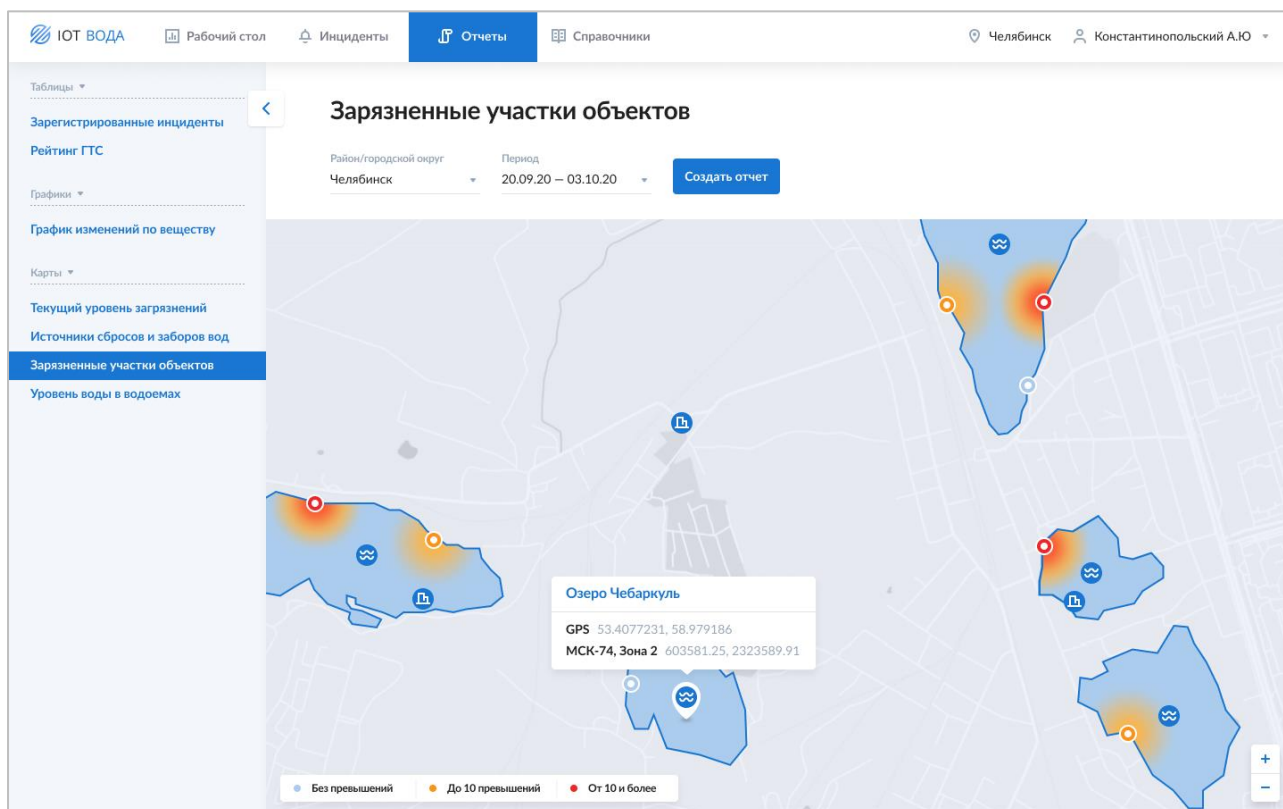 IOT ВОДА
Рабочий стол
Инциденты
Отчеты
Справочники
Челябинск
Константинопольский А.Ю
Таблицы
Зарегистрированные инциденты
Рейтинг ГТС
Графики
График изменений по веществу
Карты
Текущий уровень загрязнений
Источники сбросов и заборов вод
Зарязненные участки объектов
Уровень воды в водоемах
Зарязненные участки объектов
Район/городской округ
Челябинск
Период
20.09.20 — 03.10.20
Создать отчет
Озеро Чебаркуль
GPS 53.4077231, 58.979186
МСК-74, Зона 2 603581.25, 2323589.91
Без превышений
До 10 превышений
От 10 и более
+
−